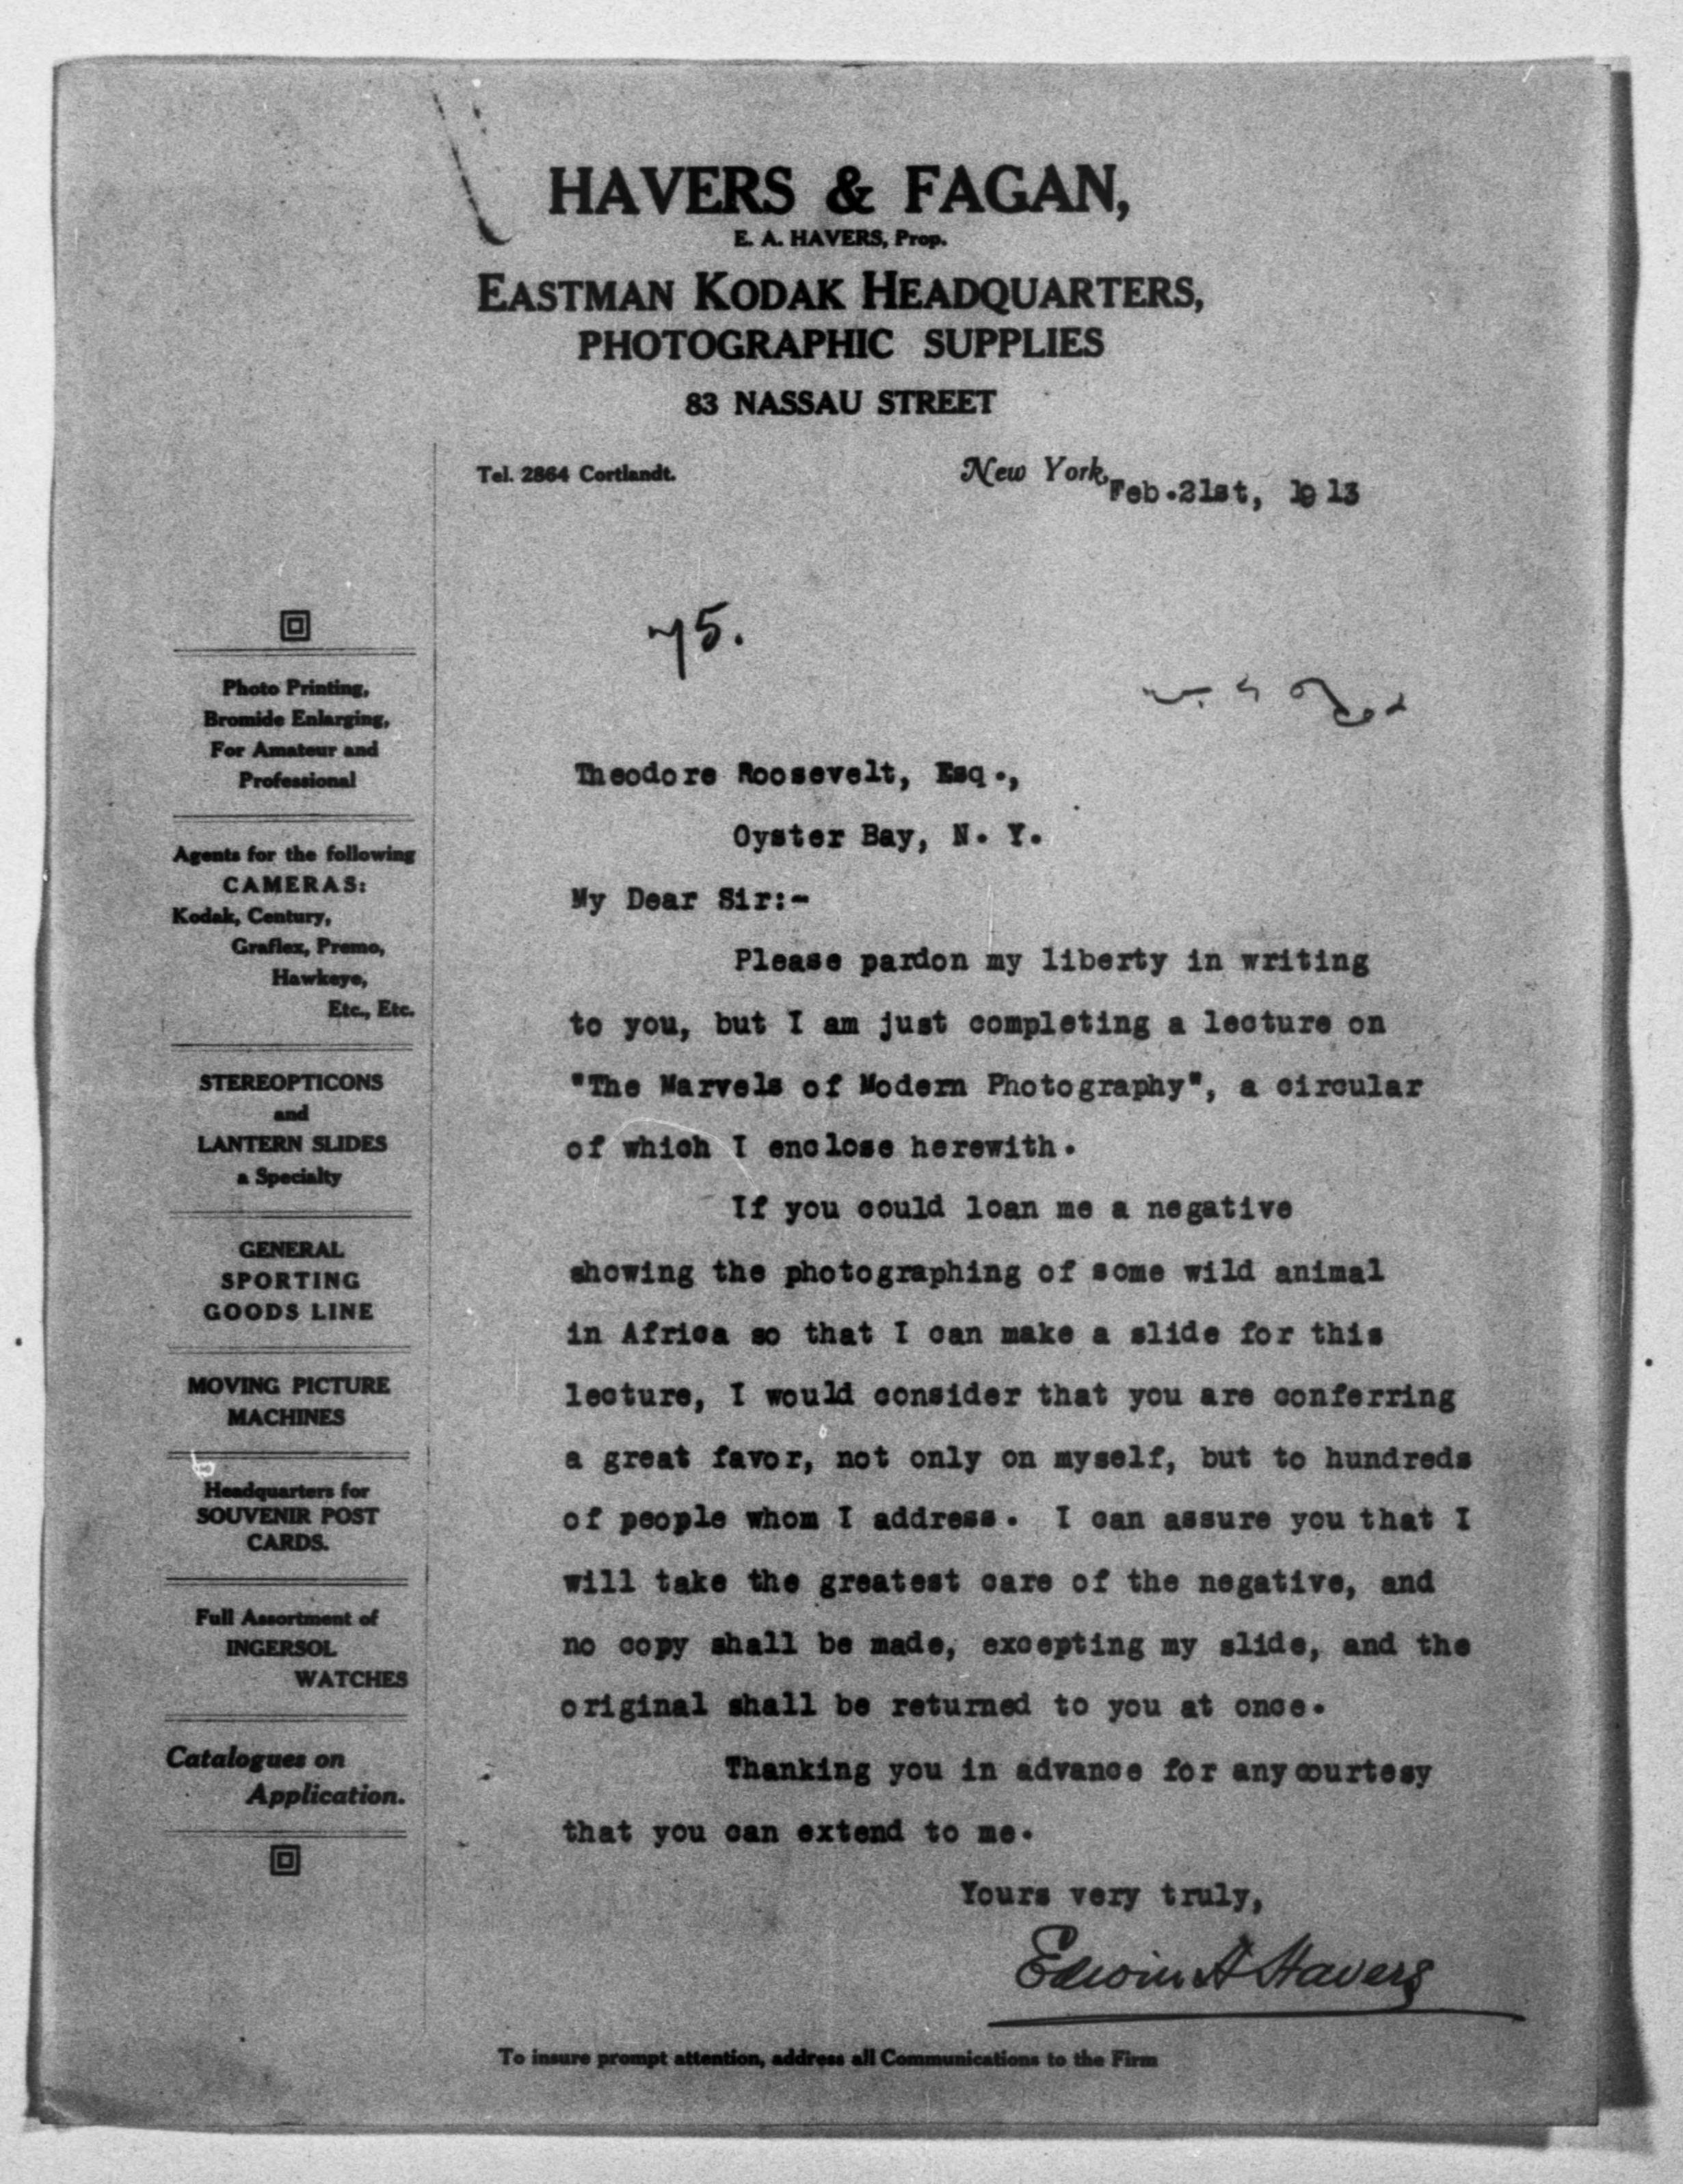 HAVERS & FAGAN,
E. A. HAVERS, Prop.
EASTMAN KODAK HEADQUARTERS,
PHOTOGRAPHIC SUPPLIES
83 NASSAU STREET
Tel. 2864 Cortlandt.
New York, Feb.21st, 1913
75.
Photo Printing,
Bromide Enlarging,
For Amateur and
Professional
Agents for the following
CAMERAS:
Kodak, Century,
Graflex, Premo,
Hawkeye,
Etc., Etc.
STEREOPTICONS
and
LANTERN SLIDES
a Specialty
GENERAL
SPORTING
GOODS LINE
MOVING PICTURE
MACHINES
Headquarters for
SOUVENIR POST
CARDS.
Full Assortment of
INGERSOL
WATCHES
Catalogues on
Application.
Theodore Roosevelt, Esq.,
Oyster Bay, N. Y.
My Dear Sir:-
Please pardon my liberty in writing
to you, but I am just completing a lecture on
"The Marvels of Modern Photography", a circular
of which I enclose herewith.
If you could loan me a negative
showing the photographing of some wild animal
in Africa so that I can make a slide for this
lecture, I would consider that you are conferring
a great favor, not only on myself, but to hundreds
of people whom I address. I can assure you that I
will take the greatest care of the negative, and
no copy shall be made, excepting my slide, and the
original shall be returned to you at once.
Thanking you in advance for any courtesy
that you can extend to me.
Yours very truly,
Edwin A Havers
To insure prompt attention, address all Communications to the Firm